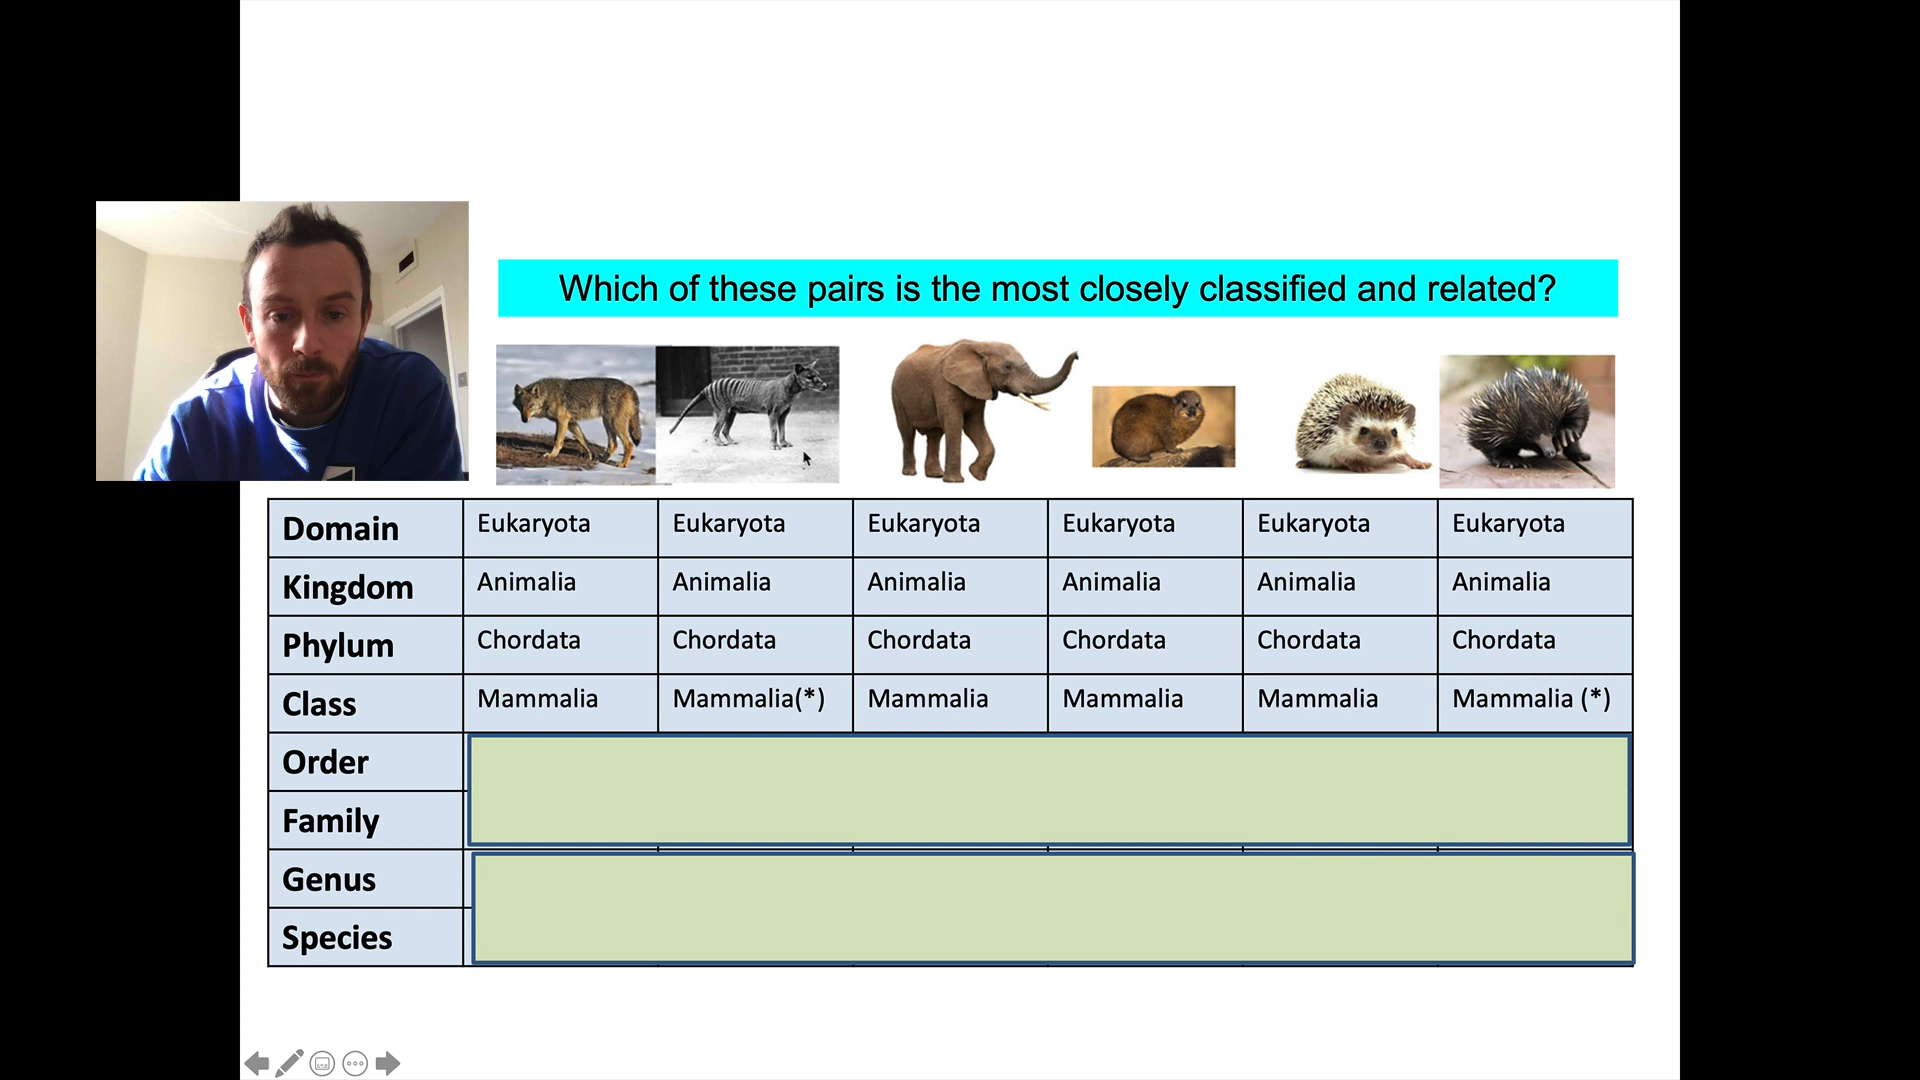 Which of these pairs is the most closely classified and related?
Domain Eukaryota Eukaryota Eukaryota Eukaryota Eukaryota Eukaryota
Kingdom Animalia Animalia Animalia Animalia Animalia Animalia
Phylum Chordata Chordata Chordata Chordata Chordata Chordata
Class Mammalia Mammalia(*) Mammalia Mammalia Mammalia Mammalia (*)
Order
Family
Genus
Species